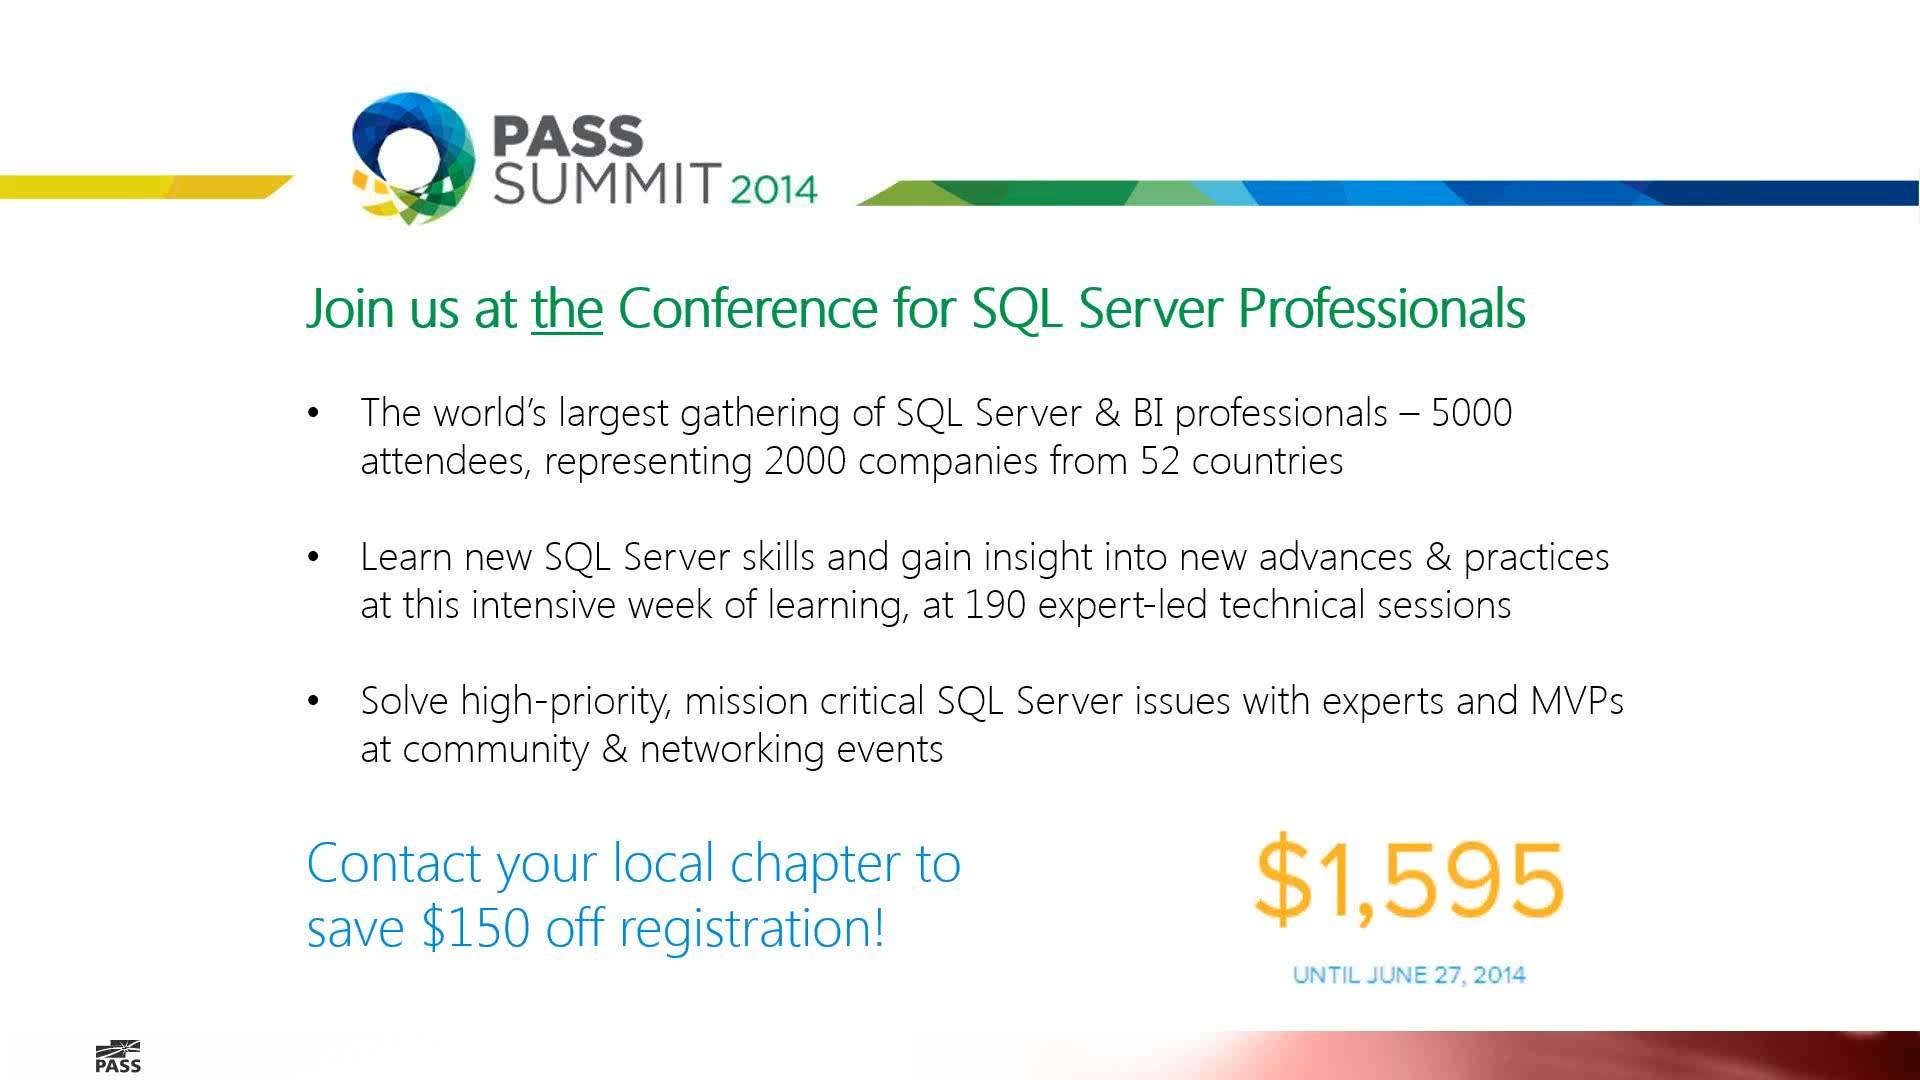 PASS
SUMMIT 2014
Join us at the Conference for SQL Server Professionals
• The world’s largest gathering of SQL Server & BI professionals – 5000
attendees, representing 2000 companies from 52 countries
• Learn new SQL Server skills and gain insight into new advances & practices
at this intensive week of learning, at 190 expert-led technical sessions
• Solve high-priority, mission critical SQL Server issues with experts and MVPs
at community & networking events
Contact your local chapter to
save $150 off registration!
$1,595
UNTIL JUNE 27, 2014
PASS